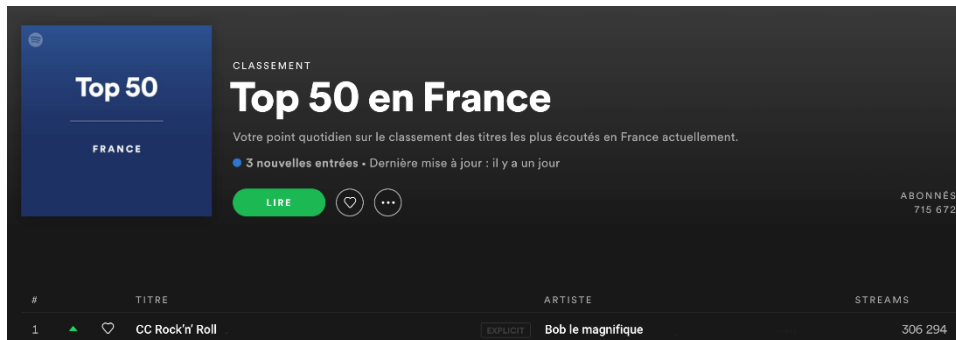 Top 50
FRANCE
CLASSEMENT
Top 50 en France
Votre point quotidien sur le classement des titres les plus écoutés en France actuellement.
3 nouvelles entrées • Dernière mise à jour : il y a un jour
LIRE
ABONNÉS
715 672
# TITRE ARTISTE STREAMS
1 CC Rock'n' Roll EXPLICIT Bob le magnifique 306 294